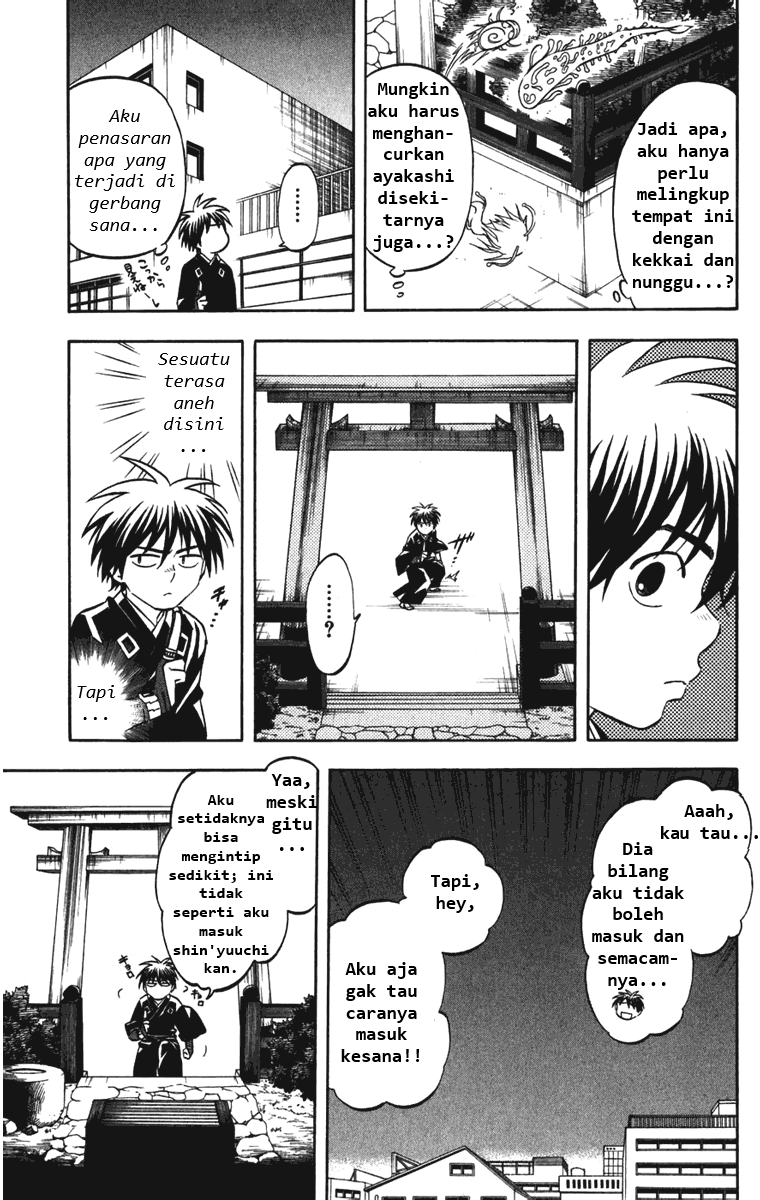 Jadi apa,
aku hanya
perlu
melingkup
tempat ini
dengan
kekkai dan
nunggu...?
Mungkin
aku harus
menghan-
curkan
ayakashi
diseki-
tarnya
juga...?
......
Aku
penasaran
apa yang
terjadi di
gerbang
sana...
......?
Sesuatu
terasa
aneh
disini
...
Tapi
...
Aaah,
kau tau...
Dia
bilang
aku tidak
boleh
masuk dan
semacam-
nya...
Tapi,
hey,
Aku aja
gak tau
caranya
masuk
kesana!!
Yaa,
meski
gitu
...
Aku
setidaknya
bisa
mengintip
sedikit; ini
tidak
seperti aku
masuk
shin'yuuchi
kan.